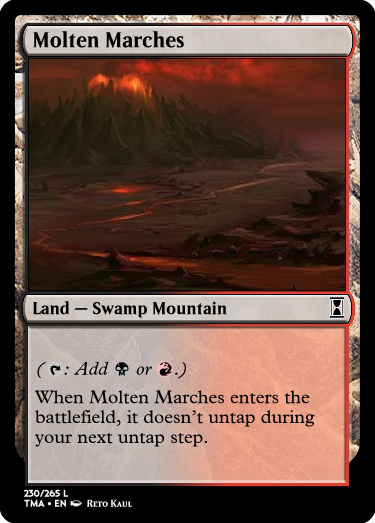 Molten Marches
Land — Swamp Mountain
( : Add or .)
When Molten Marches enters the
battlefield, it doesn't untap during
your next untap step.
230/265 L
TMA • EN Reto Kaul